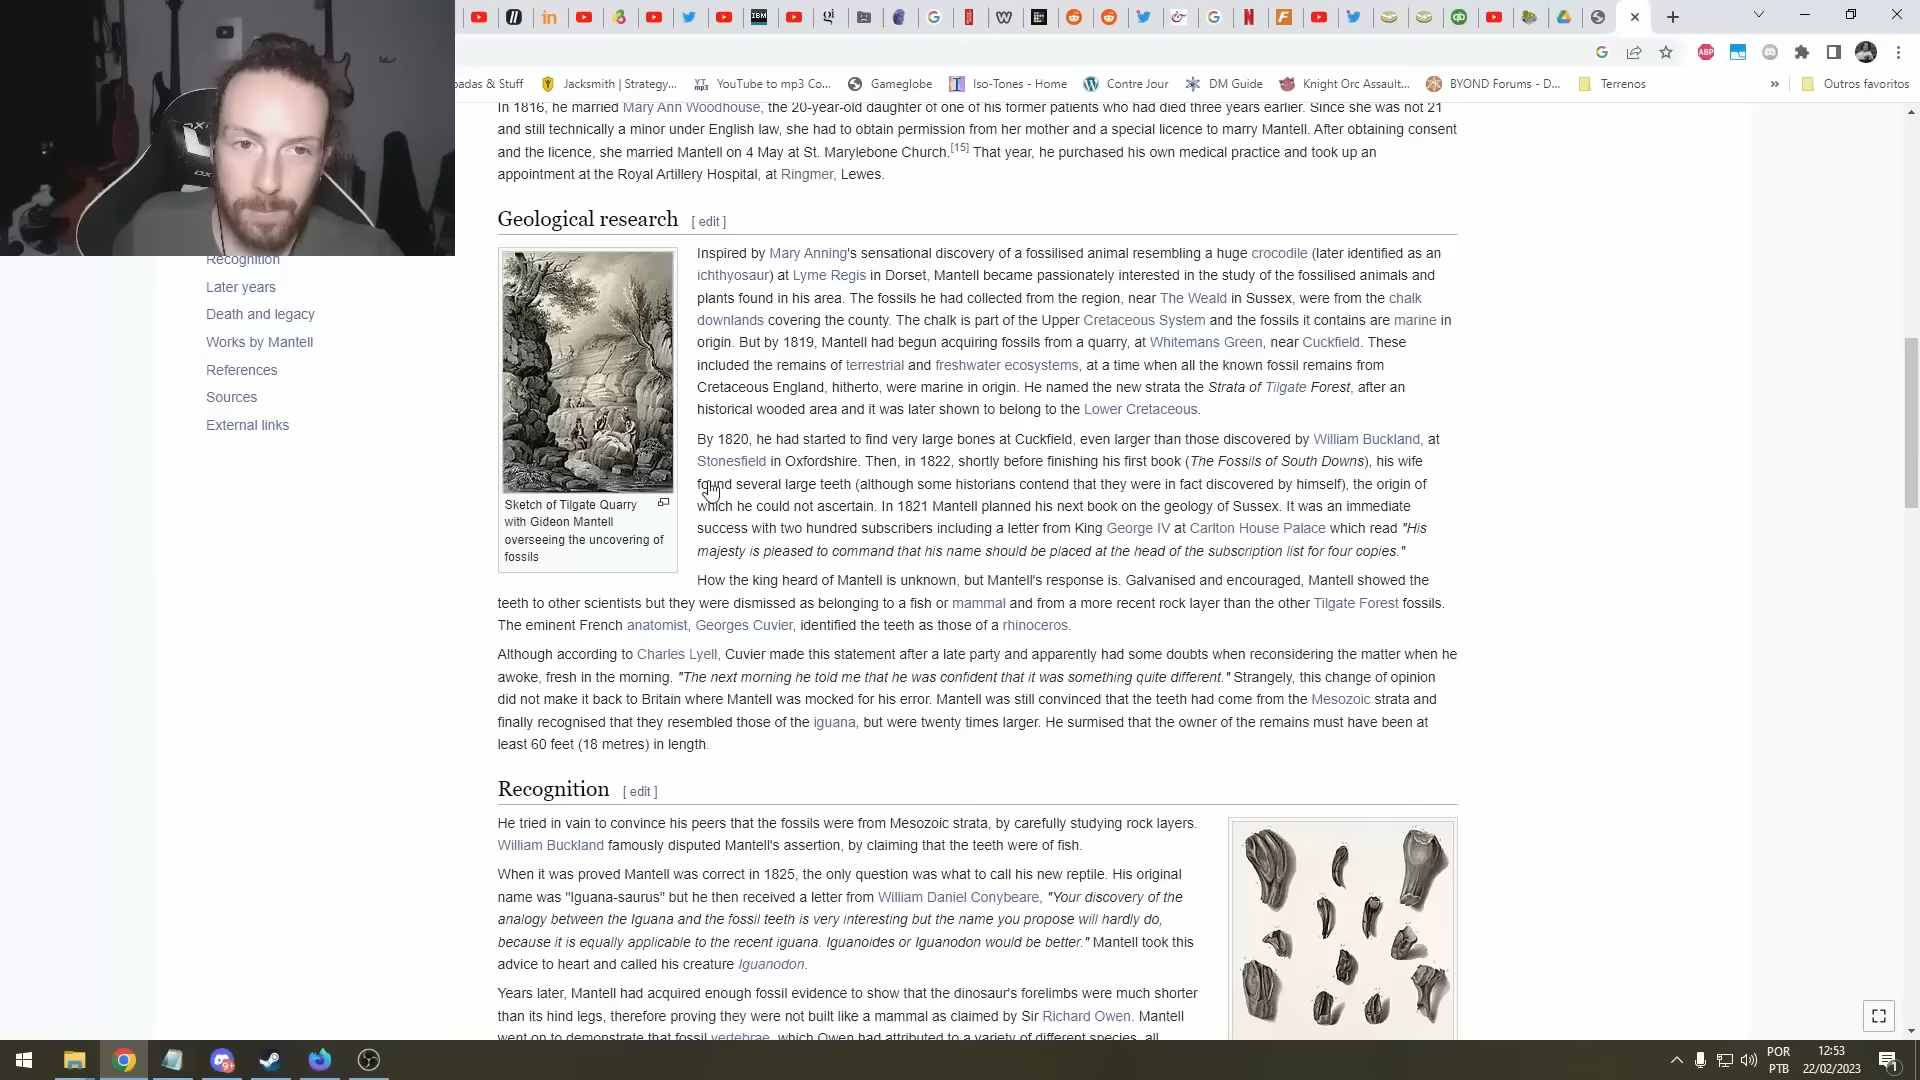 padas & Stuff
Jacksmith | Strategy...
YouTube to mp3 Co...
Gameglobe
Iso-Tones - Home
Contre Jour
DM Guide
Knight Orc Assault...
BYOND Forums - D...
Terrenos
»
Outros favoritos
In 1816, he married Mary Ann Woodhouse, the 20-year-old daughter of one of his former patients who had died three years earlier. Since she was not 21
and still technically a minor under English law, she had to obtain permission from her mother and a special licence to marry Mantell. After obtaining consent
and the licence, she married Mantell on 4 May at St. Marylebone Church.[15] That year, he purchased his own medical practice and took up an
appointment at the Royal Artillery Hospital, at Ringmer, Lewes.
Recognition
Later years
Death and legacy
Works by Mantell
References
Sources
External links
Geological research [ edit ]
Sketch of Tilgate Quarry
with Gideon Mantell
overseeing the uncovering of
fossils
Inspired by Mary Anning's sensational discovery of a fossilised animal resembling a huge crocodile (later identified as an
ichthyosaur) at Lyme Regis in Dorset, Mantell became passionately interested in the study of the fossilised animals and
plants found in his area. The fossils he had collected from the region, near The Weald in Sussex, were from the chalk
downlands covering the county. The chalk is part of the Upper Cretaceous System and the fossils it contains are marine in
origin. But by 1819, Mantell had begun acquiring fossils from a quarry, at Whitemans Green, near Cuckfield. These
included the remains of terrestrial and freshwater ecosystems, at a time when all the known fossil remains from
Cretaceous England, hitherto, were marine in origin. He named the new strata the Strata of Tilgate Forest, after an
historical wooded area and it was later shown to belong to the Lower Cretaceous.
By 1820, he had started to find very large bones at Cuckfield, even larger than those discovered by William Buckland, at
Stonesfield in Oxfordshire. Then, in 1822, shortly before finishing his first book (The Fossils of South Downs), his wife
found several large teeth (although some historians contend that they were in fact discovered by himself), the origin of
which he could not ascertain. In 1821 Mantell planned his next book on the geology of Sussex. It was an immediate
success with two hundred subscribers including a letter from King George IV at Carlton House Palace which read "His
majesty is pleased to command that his name should be placed at the head of the subscription list for four copies."
How the king heard of Mantell is unknown, but Mantell's response is. Galvanised and encouraged, Mantell showed the
teeth to other scientists but they were dismissed as belonging to a fish or mammal and from a more recent rock layer than the other Tilgate Forest fossils.
The eminent French anatomist, Georges Cuvier, identified the teeth as those of a rhinoceros.
Although according to Charles Lyell, Cuvier made this statement after a late party and apparently had some doubts when reconsidering the matter when he
awoke, fresh in the morning. "The next morning he told me that he was confident that it was something quite different." Strangely, this change of opinion
did not make it back to Britain where Mantell was mocked for his error. Mantell was still convinced that the teeth had come from the Mesozoic strata and
finally recognised that they resembled those of the iguana, but were twenty times larger. He surmised that the owner of the remains must have been at
least 60 feet (18 metres) in length.
Recognition [ edit ]
He tried in vain to convince his peers that the fossils were from Mesozoic strata, by carefully studying rock layers.
William Buckland famously disputed Mantell's assertion, by claiming that the teeth were of fish.
When it was proved Mantell was correct in 1825, the only question was what to call his new reptile. His original
name was "Iguana-saurus" but he then received a letter from William Daniel Conybeare, "Your discovery of the
analogy between the Iguana and the fossil teeth is very interesting but the name you propose will hardly do,
because it is equally applicable to the recent iguana. Iguanoides or Iguanodon would be better." Mantell took this
advice to heart and called his creature Iguanodon.
Years later, Mantell had acquired enough fossil evidence to show that the dinosaur's forelimbs were much shorter
than its hind legs, therefore proving they were not built like a mammal as claimed by Sir Richard Owen. Mantell
went on to demonstrate that fossil vertebrae, which Owen had attributed to a variety of different species, all
POR
PTB
12:53
22/02/2023